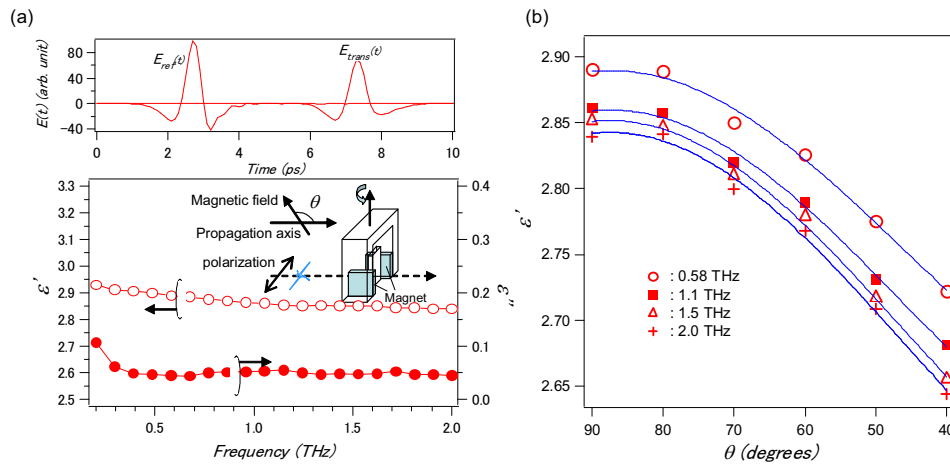 (a)
E(t) (arb. unit)
80
40
0
-40
E_ref(t)
E_trans(t)
0 2 4 6 8 10
Time (ps)
ε'
3.3
3.2
3.1
3.0
2.9
2.8
2.7
2.6
2.5
Magnetic field
θ
Propagation axis
polarization
Magnet
0.4
0.3
0.2
0.1
0.0
ε"
0.5 1.0 1.5 2.0
Frequency (THz)
(b)
ε'
2.90
2.85
2.80
2.75
2.70
2.65
: 0.58 THz
: 1.1 THz
: 1.5 THz
: 2.0 THz
90 80 70 60 50 40
θ (degrees)